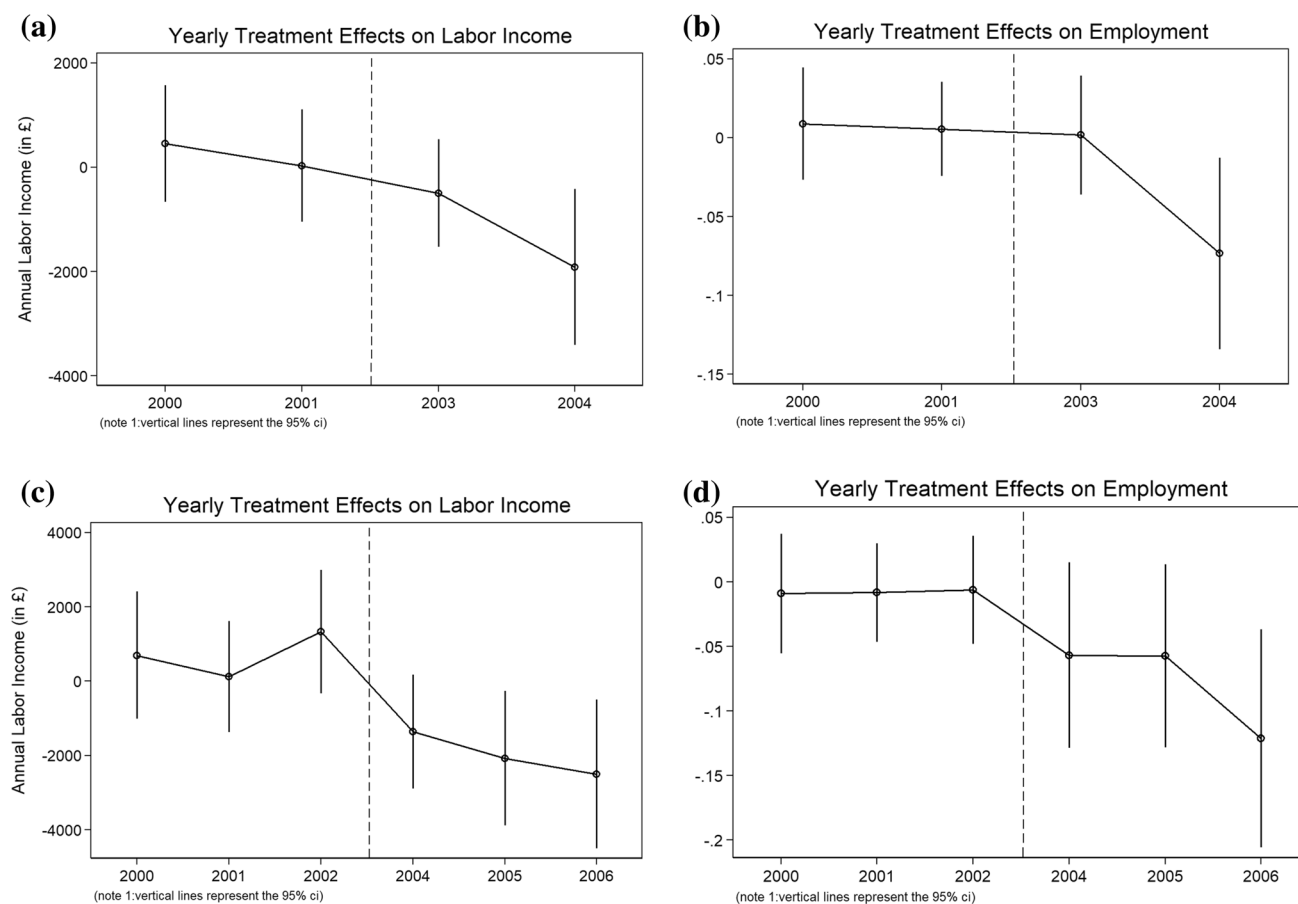 (a)
Yearly Treatment Effects on Labor Income
Annual Labor Income (in £)
2000
0
-2000
-4000
2000 2001 2003 2004
(note 1:vertical lines represent the 95% ci)
(b)
Yearly Treatment Effects on Employment
.05
0
-.05
-.1
-.15
2000 2001 2003 2004
(note 1:vertical lines represent the 95% ci)
(c)
Yearly Treatment Effects on Labor Income
Annual Labor Income (in £)
4000
2000
0
-2000
-4000
2000 2001 2002 2004 2005 2006
(note 1:vertical lines represent the 95% ci)
(d)
Yearly Treatment Effects on Employment
.05
0
-.05
-.1
-.15
-.2
2000 2001 2002 2004 2005 2006
(note 1:vertical lines represent the 95% ci)